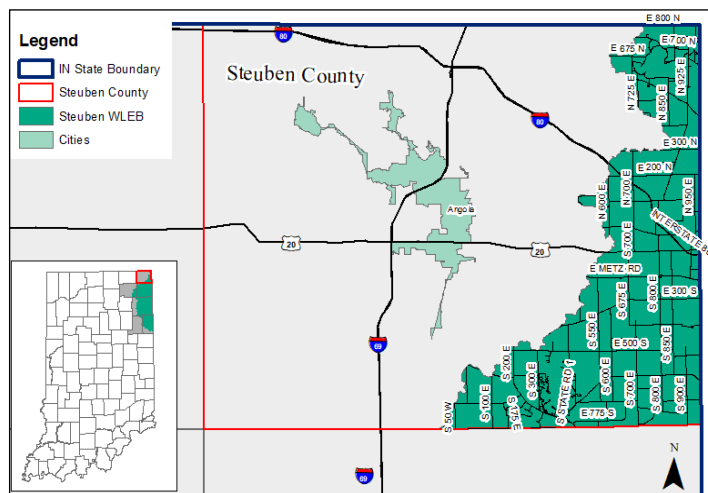 Legend
IN State Boundary
Steuben County
Steuben WLEB
Cities
Steuben County
80
80
20
20
69
69
Angola
E 800 N
E 675 N
E 700 N
N 725 E
N 850 E
N 925 E
E 300 N
E 200 N
N 600 E
N 700 E
N 950 E
INTERSTATE 80
S 700 E
E METZ RD
S 675 E
S 800 E
E 300 S
S 550 E
E 500 S
S 850 E
S 200 E
S 300 E
S 600 E
S 700 E
S 800 E
S 900 E
S 50 W
S 100 E
S 175 E
S STATE RD 1
E 775 S
N